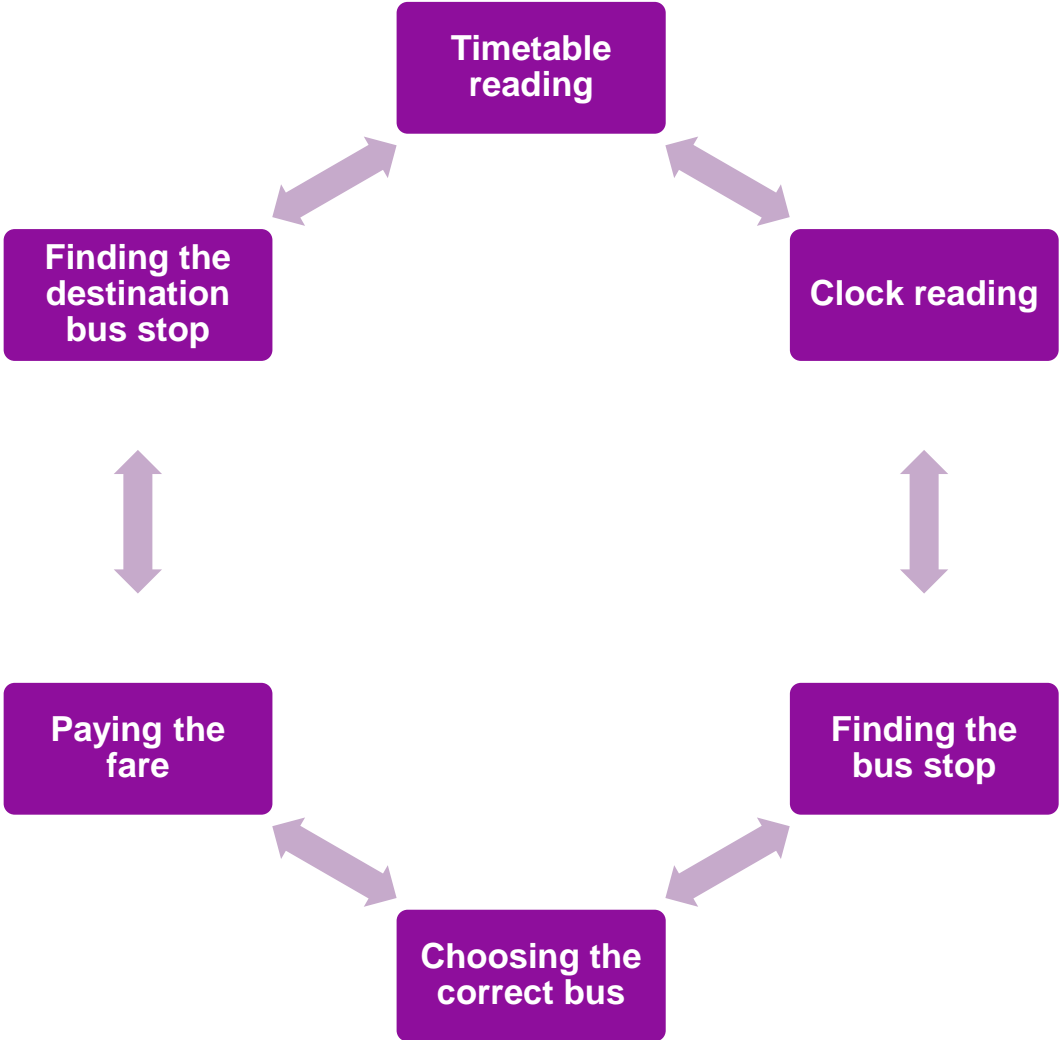 Timetable
reading
Clock reading
Finding the
bus stop
Choosing the
correct bus
Paying the
fare
Finding the
destination
bus stop